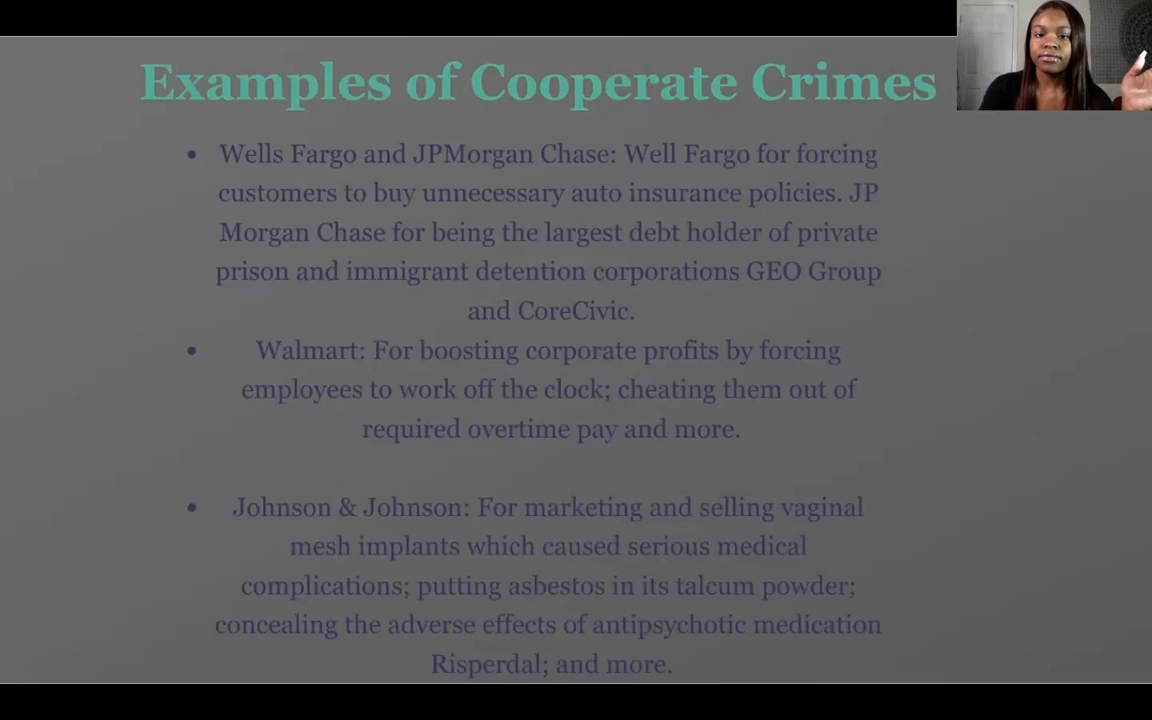 Examples of Cooperate Crimes
• Wells Fargo and JPMorgan Chase: Well Fargo for forcing
customers to buy unnecessary auto insurance policies. JP
Morgan Chase for being the largest debt holder of private
prison and immigrant detention corporations GEO Group
and CoreCivic.
• Walmart: For boosting corporate profits by forcing
employees to work off the clock; cheating them out of
required overtime pay and more.
• Johnson & Johnson: For marketing and selling vaginal
mesh implants which caused serious medical
complications; putting asbestos in its talcum powder;
concealing the adverse effects of antipsychotic medication
Risperdal; and more.